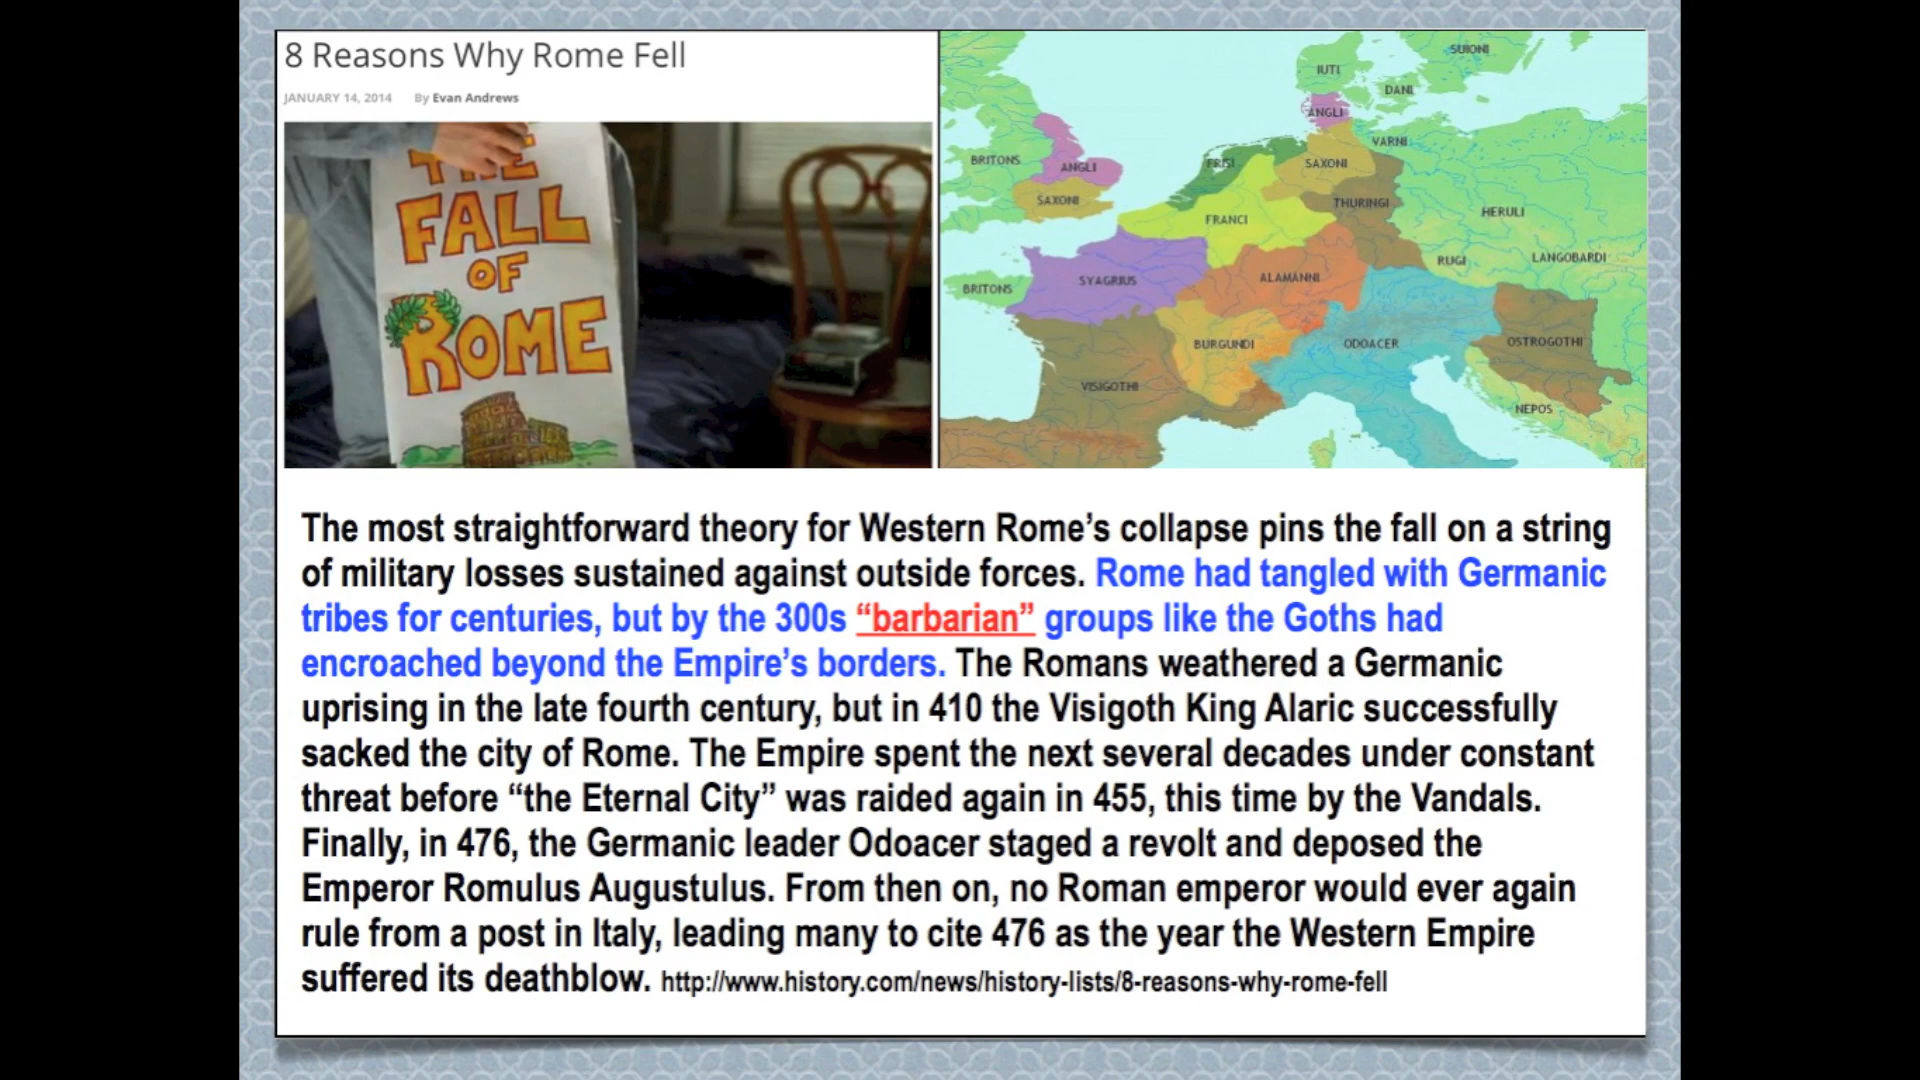 8 Reasons Why Rome Fell
JANUARY 14, 2014 By Evan Andrews
THE
FALL
OF
ROME
SUIONI
IUTI
DANI
ANGLI
VARNI
BRITONS
ANGLI
FRISI
SAXONI
SAXONI
THURINGI
FRANCI
HERULI
RUGI
LANGOBARDI
SYAGRIUS
ALAMANNI
BRITONS
BURGUNDI
ODOACER
OSTROGOTHI
VISIGOTHI
NEPOS
The most straightforward theory for Western Rome’s collapse pins the fall on a string
of military losses sustained against outside forces. Rome had tangled with Germanic
tribes for centuries, but by the 300s “barbarian” groups like the Goths had
encroached beyond the Empire’s borders. The Romans weathered a Germanic
uprising in the late fourth century, but in 410 the Visigoth King Alaric successfully
sacked the city of Rome. The Empire spent the next several decades under constant
threat before “the Eternal City” was raided again in 455, this time by the Vandals.
Finally, in 476, the Germanic leader Odoacer staged a revolt and deposed the
Emperor Romulus Augustulus. From then on, no Roman emperor would ever again
rule from a post in Italy, leading many to cite 476 as the year the Western Empire
suffered its deathblow. http://www.history.com/news/history-lists/8-reasons-why-rome-fell